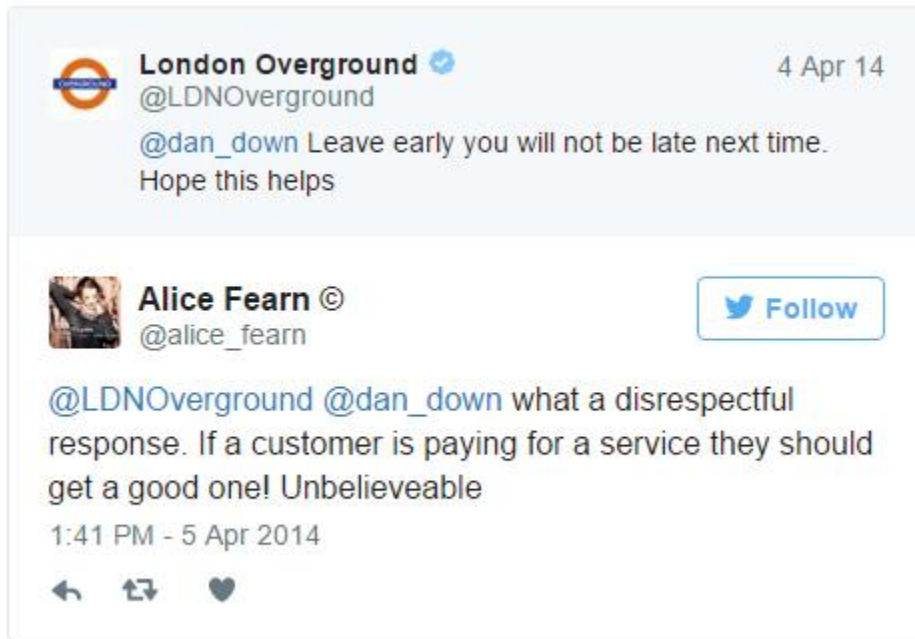 London Overground
4 Apr 14
@LDNOverground
@dan_down Leave early you will not be late next time.
Hope this helps
OVERGROUND
Alice Fearn ©
Follow
@alice_fearn
@LDNOverground @dan_down what a disrespectful
response. If a customer is paying for a service they should
get a good one! Unbelieveable
1:41 PM - 5 Apr 2014